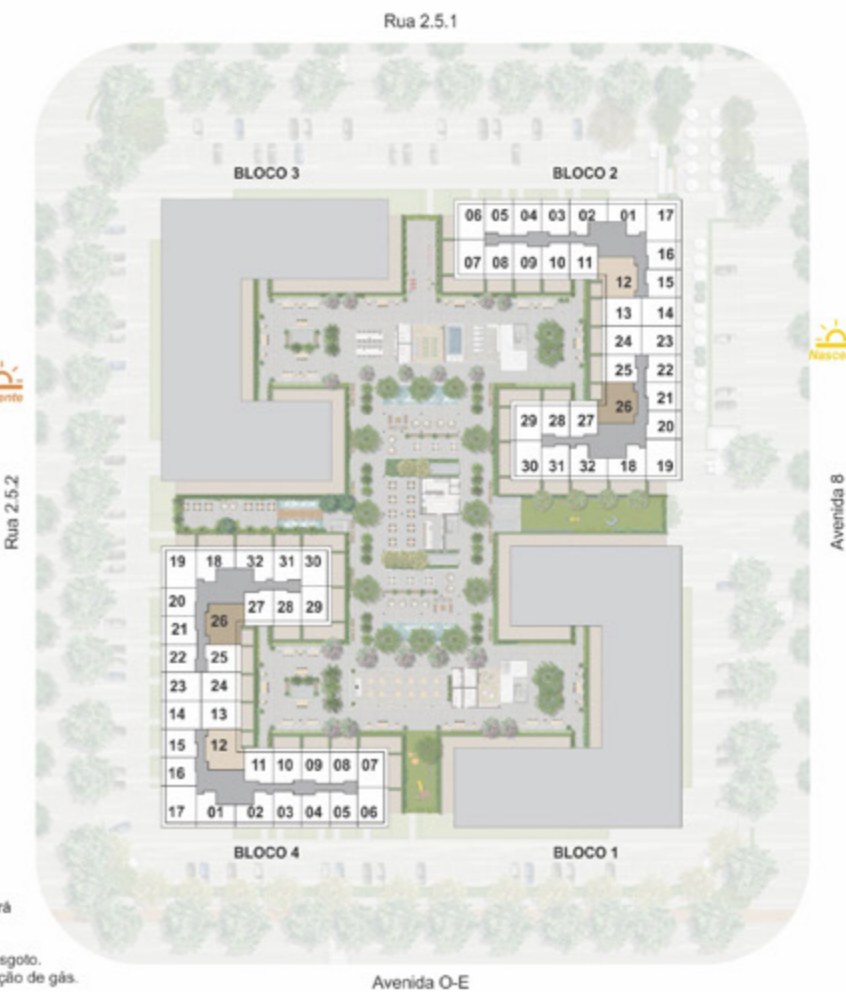 Rua 2.5.1
BLOCO 3
BLOCO 2
06 05 04 03 02 01 17
16
07 08 09 10 11
12 15
13 14
24 23
25 22
26 21
29 28 27 20
30 31 32 18 19
Rua 2.5.2
Avenida 8
19 18 32 31 30
20
27 28 29
26
21
22 25
23 24
14 13
15 12
11 10 09 08 07
16
17 01 02 03 04 05 06
BLOCO 4
BLOCO 1
sgoto.
ção de gás.
Avenida O-E